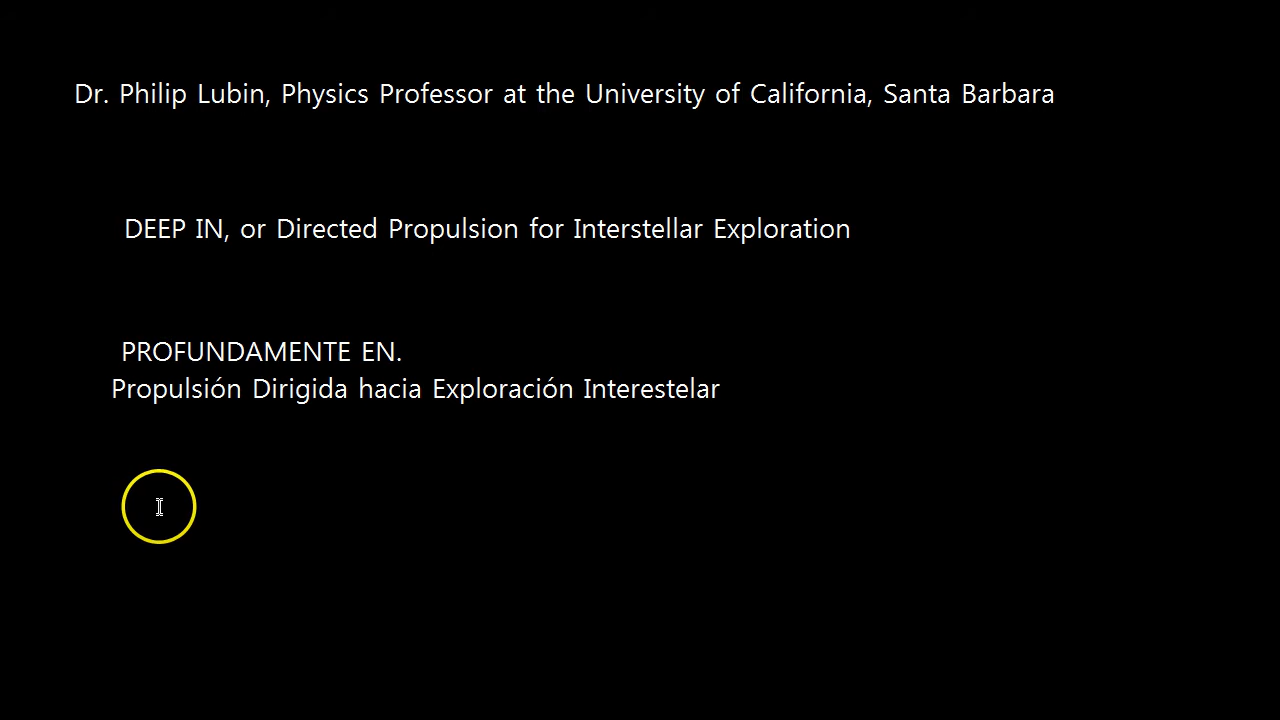 Dr. Philip Lubin, Physics Professor at the University of California, Santa Barbara
DEEP IN, or Directed Propulsion for Interstellar Exploration
PROFUNDAMENTE EN.
Propulsión Dirigida hacia Exploración Interestelar